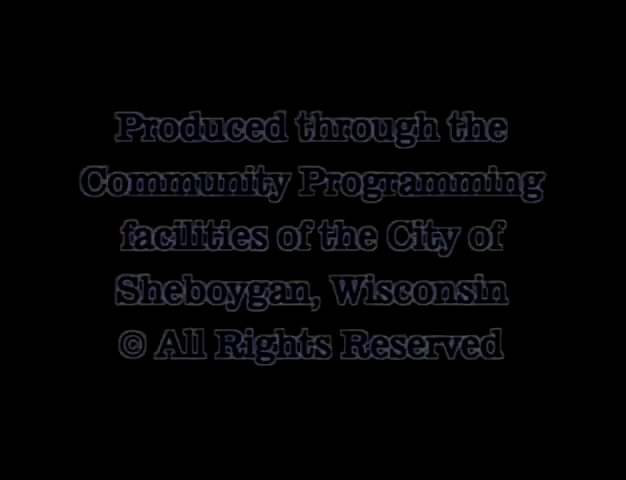 Produced through the
Community Programming
facilities of the City of
Sheboygan, Wisconsin
© All Rights Reserved